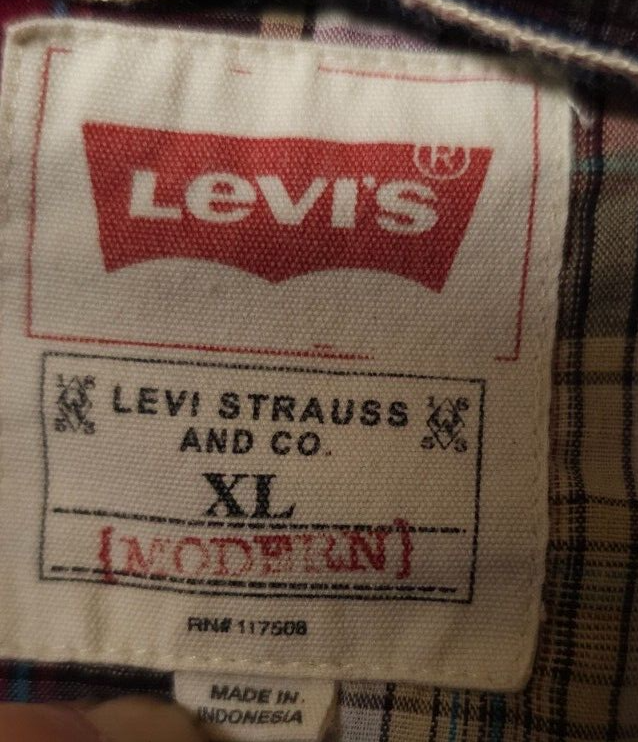 LEVI'S®
LEVI STRAUSS
AND CO.
XL
{MODERN}
RN# 117508
MADE IN
INDONESIA